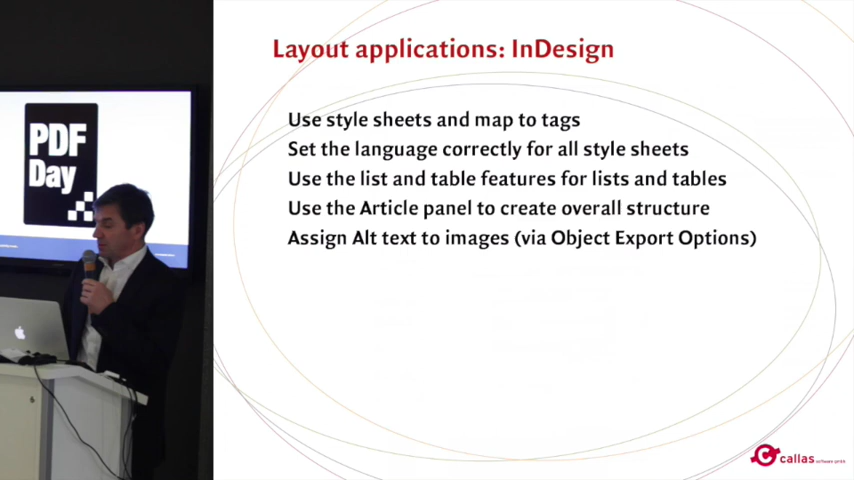 Layout applications: InDesign
Use style sheets and map to tags
Set the language correctly for all style sheets
Use the list and table features for lists and tables
Use the Article panel to create overall structure
Assign Alt text to images (via Object Export Options)
PDF
Day
callas software gmbh